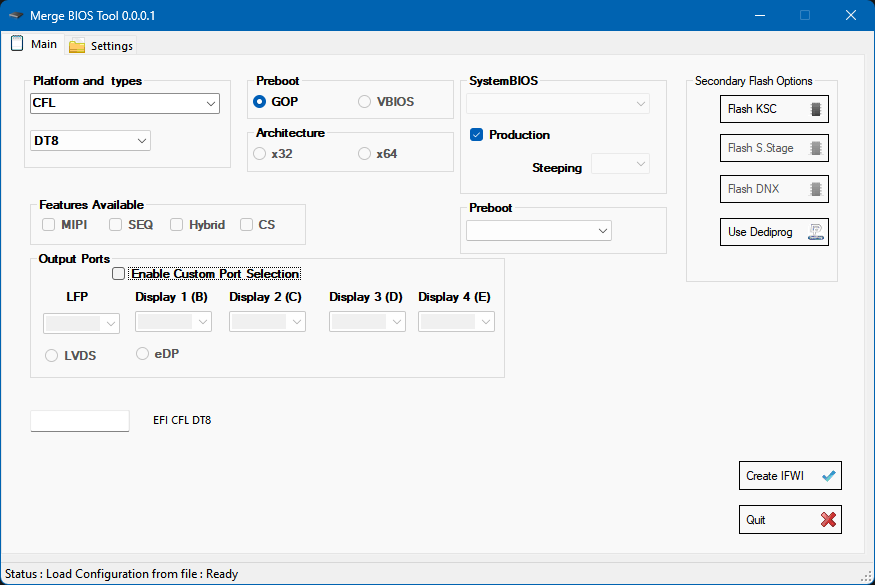 Merge BIOS Tool 0.0.0.1
Main
Settings
Platform and types
CFL
DT8
Preboot
GOP
VBIOS
Architecture
x32
x64
SystemBIOS
Production
Steeping
Preboot
Secondary Flash Options
Flash KSC
Flash S.Stage
Flash DNX
Use Dediprog
Features Available
MIPI
SEQ
Hybrid
CS
Output Ports
Enable Custom Port Selection
LFP
Display 1 (B)
Display 2 (C)
Display 3 (D)
Display 4 (E)
LVDS
eDP
EFI CFL DT8
Create IFWI
Quit
Status : Load Configuration from file : Ready